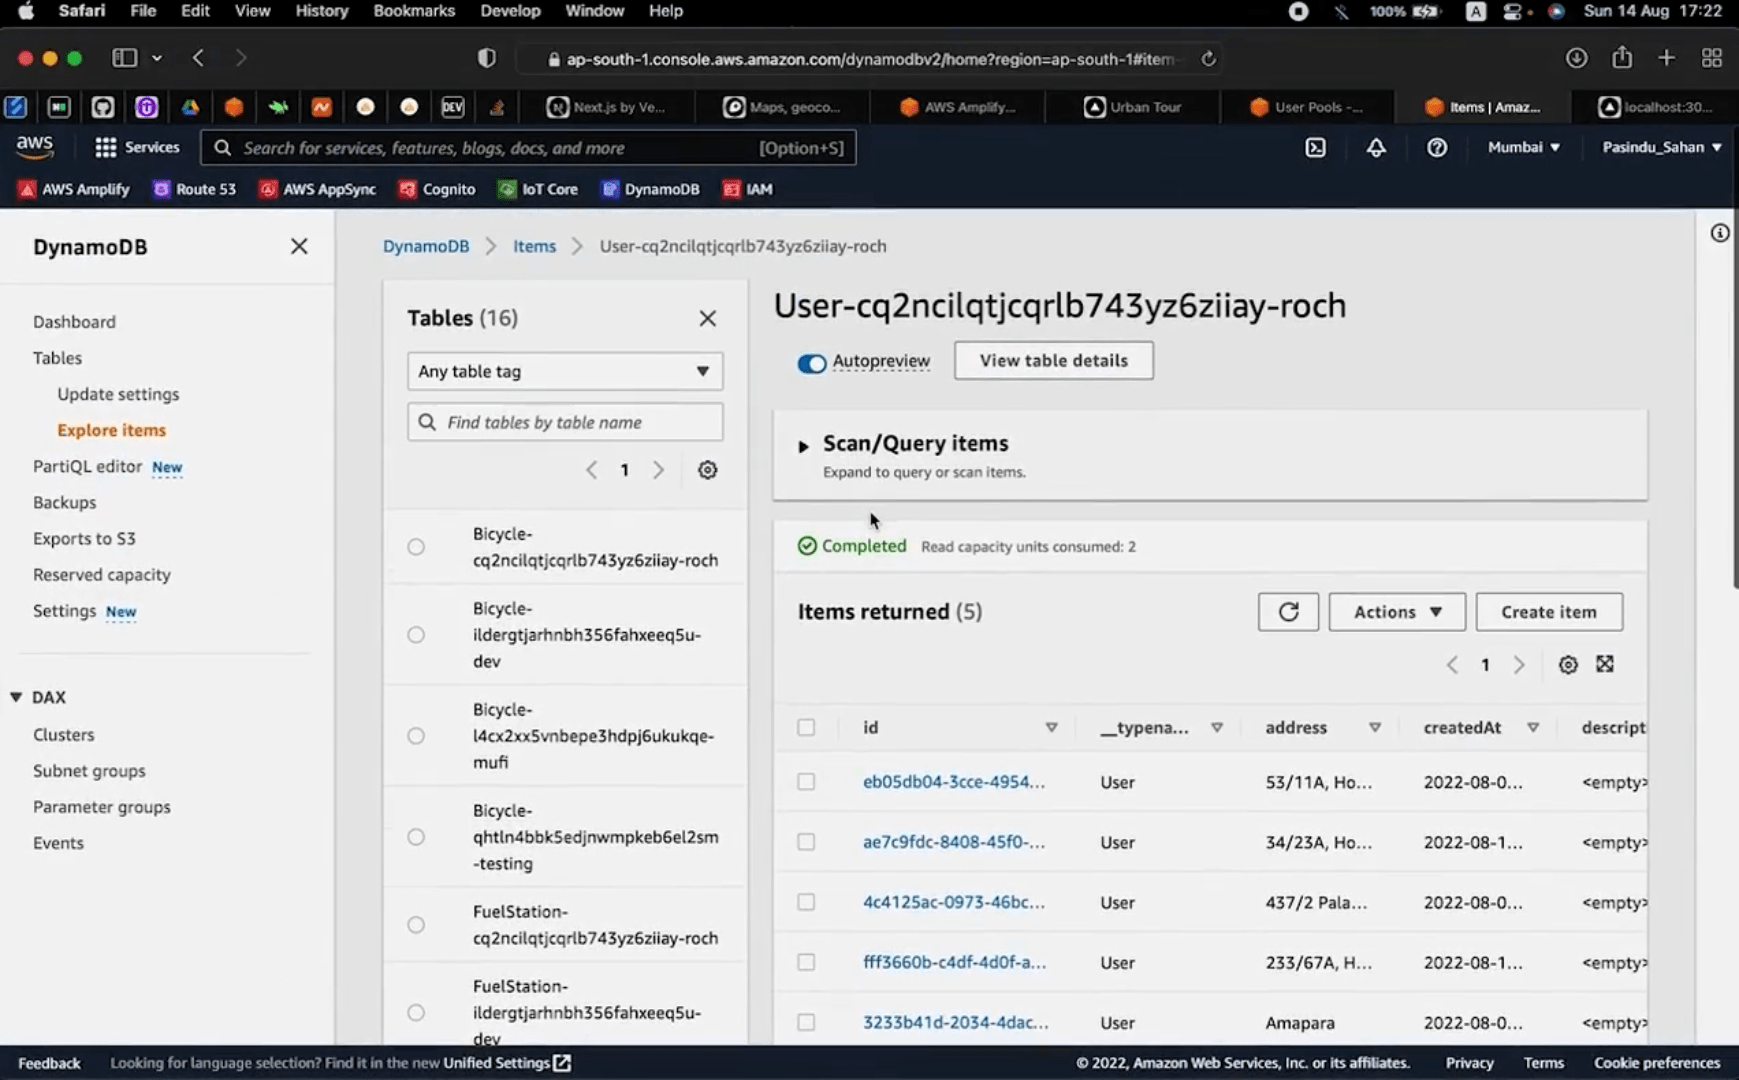 Safari File Edit View History Bookmarks Develop Window Help 100% A Sun 14 Aug 17:22
ap-south-1.console.aws.amazon.com/dynamodbv2/home?region=ap-south-1#item
DEV Next.js by Ve... Maps, geoco... AWS Amplify... Urban Tour User Pools -... Items | Amaz... localhost:30...
aws Services Search for services, features, blogs, docs, and more [Option+S] Mumbai Pasindu_Sahan
AWS Amplify Route 53 AWS AppSync Cognito IoT Core DynamoDB IAM
DynamoDB
Dashboard
Tables
Update settings
Explore items
PartiQL editor New
Backups
Exports to S3
Reserved capacity
Settings New
DAX
Clusters
Subnet groups
Parameter groups
Events
DynamoDB Items User-cq2ncilqtjcqrlb743yz6ziiay-roch
Tables (16)
Any table tag
Find tables by table name
1
Bicycle-
cq2ncilqtjcqrlb743yz6ziiay-roch
Bicycle-
ildergtjarhnbh356fahxeeq5u-
dev
Bicycle-
l4cx2xx5vnbepe3hdpj6ukukqe-
mufi
Bicycle-
qhtln4bbk5edjnwmpkeb6el2sm
-testing
FuelStation-
cq2ncilqtjcqrlb743yz6ziiay-roch
FuelStation-
ildergtjarhnbh356fahxeeq5u-
dev
User-cq2ncilqtjcqrlb743yz6ziiay-roch
Autopreview View table details
Scan/Query items
Expand to query or scan items.
Completed Read capacity units consumed: 2
Items returned (5) Actions Create item
1
id __typena... address createdAt descript
eb05db04-3cce-4954... User 53/11A, Ho... 2022-08-0... <empty>
ae7c9fdc-8408-45f0-... User 34/23A, Ho... 2022-08-1... <empty>
4c4125ac-0973-46bc... User 437/2 Pala... 2022-08-0... <empty>
fff3660b-c4df-4d0f-a... User 233/67A, H... 2022-08-1... <empty>
3233b41d-2034-4dac... User Amapara 2022-08-0... <empty>
Feedback Looking for language selection? Find it in the new Unified Settings © 2022, Amazon Web Services, Inc. or its affiliates. Privacy Terms Cookie preferences